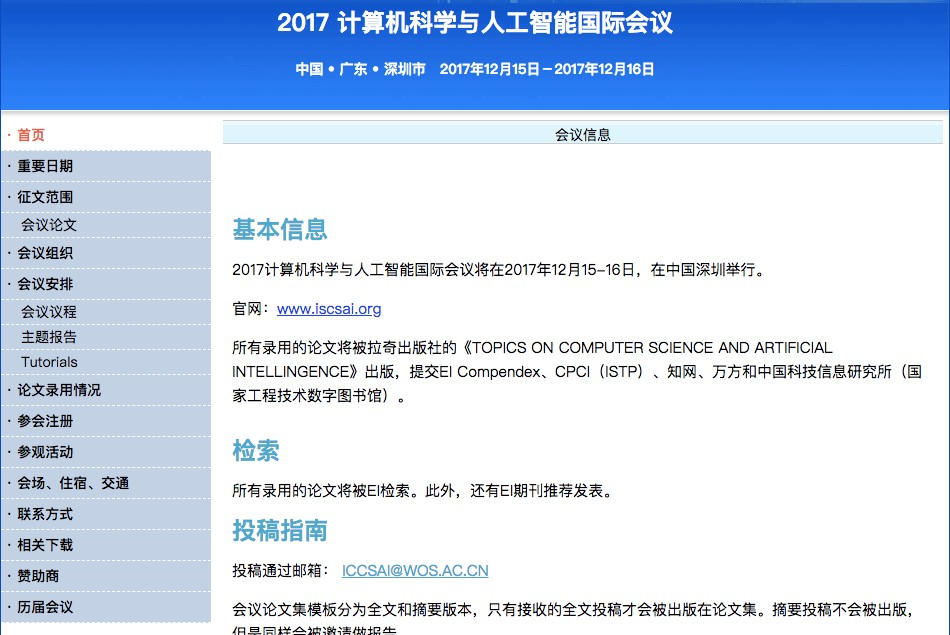 2017 计算机科学与人工智能国际会议
中国 • 广东 • 深圳市 2017年12月15日－2017年12月16日
· 首页
· 重要日期
· 征文范围
会议论文
· 会议组织
· 会议安排
会议议程
主题报告
Tutorials
· 论文录用情况
· 参会注册
· 参观活动
· 会场、住宿、交通
· 联系方式
· 相关下载
· 赞助商
· 历届会议
会议信息
基本信息
2017计算机科学与人工智能国际会议将在2017年12月15-16日，在中国深圳举行。
官网：www.iscsai.org
所有录用的论文将被拉奇出版社的《TOPICS ON COMPUTER SCIENCE AND ARTIFICIAL
INTELLINGENCE》出版，提交EI Compendex、CPCI（ISTP）、知网、万方和中国科技信息研究所（国
家工程技术数字图书馆）。
检索
所有录用的论文将被EI检索。此外，还有EI期刊推荐发表。
投稿指南
投稿通过邮箱： ICCSAI@WOS.AC.CN
会议论文集模板分为全文和摘要版本，只有接收的全文投稿才会被出版在论文集。摘要投稿不会被出版，
但是同样会被邀请做报告